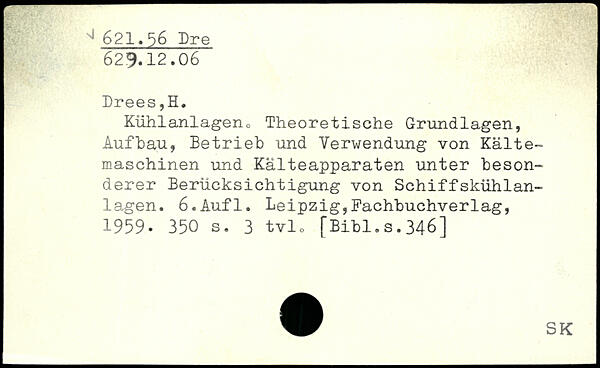 √ 621.56 Dre
629.12.06
Drees,H.
Kühlanlagen. Theoretische Grundlagen,
Aufbau, Betrieb und Verwendung von Kälte-
maschinen und Kälteapparaten unter beson-
derer Berücksichtigung von Schiffskühlan-
lagen. 6.Aufl. Leipzig,Fachbuchverlag,
1959. 350 s. 3 tvl. [Bibl.s.346]
SK